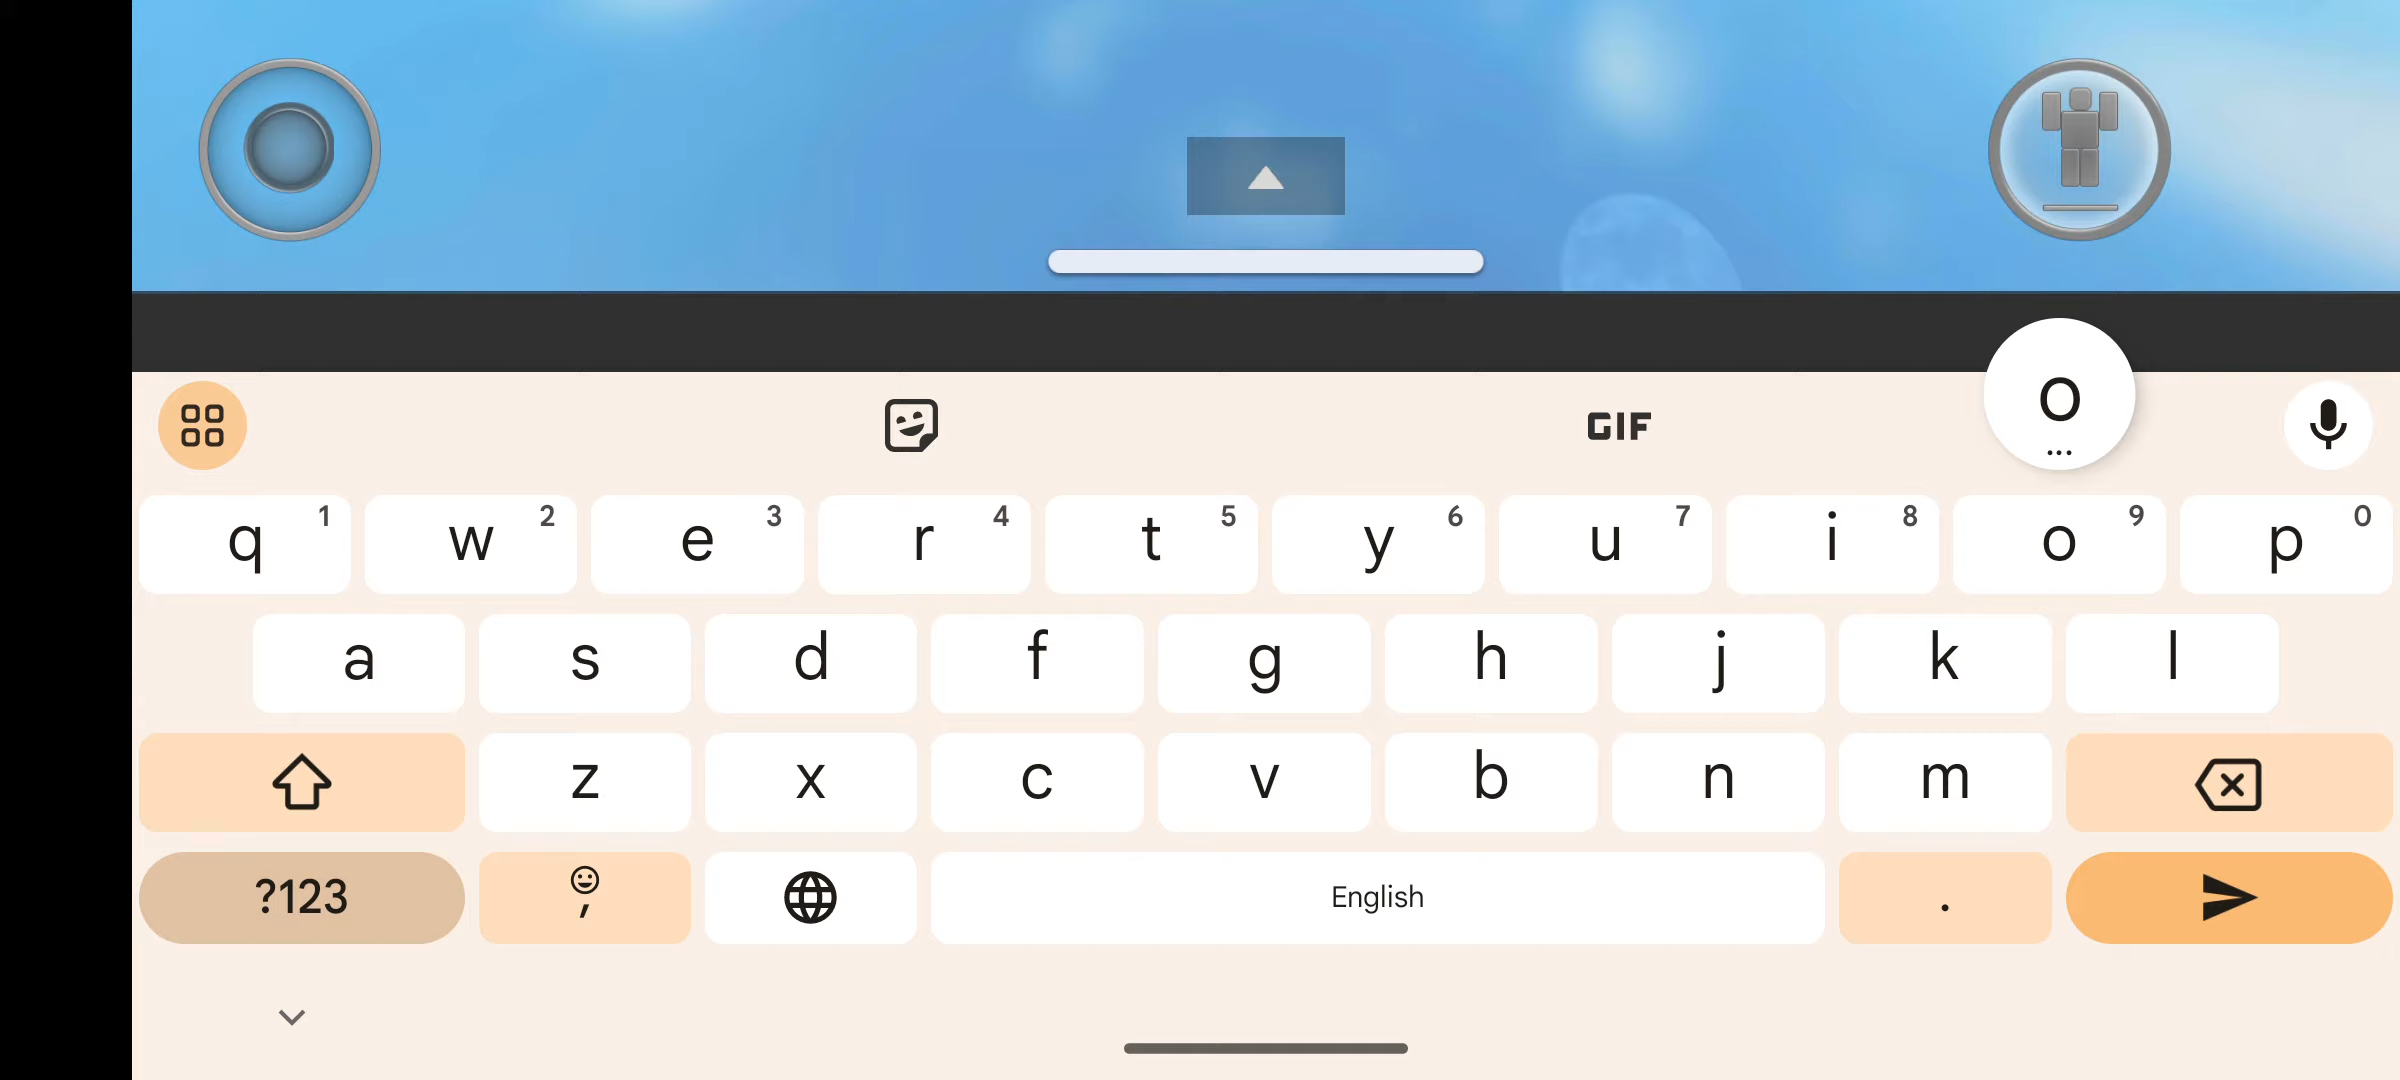 o
...
GIF
q 1 w 2 e 3 r 4 t 5 y 6 u 7 i 8 o 9 p 0
a s d f g h j k l
z x c v b n m
?123 , English .